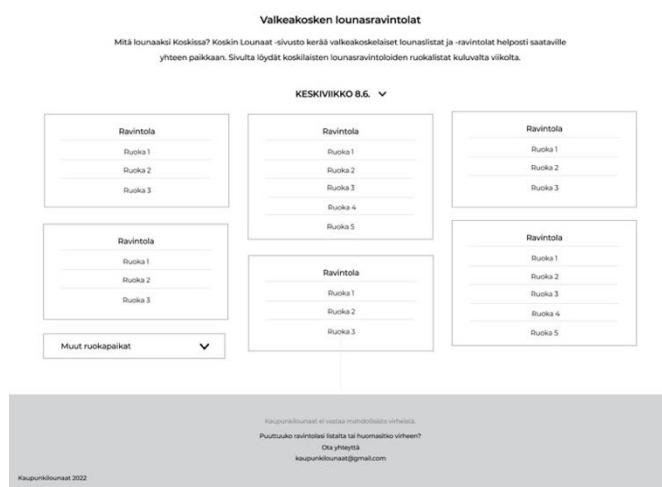 Valkeakosken lounasravintolat
Mitä lounaaksi Koskissa? Koskin Lounaat -sivusto kerää valkeakoskelaiset lounaslistat ja -ravintolat helposti saataville
yhteen paikkaan. Sivulta löydät koskilaisten lounasravintoloiden ruokalistat kuluvalta viikolta.
KESKIVIIKKO 8.6.
Ravintola
Ruoka 1
Ruoka 2
Ruoka 3
Ravintola
Ruoka 1
Ruoka 2
Ruoka 3
Muut ruokapaikat
Ravintola
Ruoka 1
Ruoka 2
Ruoka 3
Ruoka 4
Ruoka 5
Ravintola
Ruoka 1
Ruoka 2
Ruoka 3
Ravintola
Ruoka 1
Ruoka 2
Ruoka 3
Ravintola
Ruoka 1
Ruoka 2
Ruoka 3
Ruoka 4
Ruoka 5
Kaupunkilounaat ei vastaa mahdollisista virheistä.
Puuttuuko ravintolasi listalta tai huomasitko virheen?
Ota yhteyttä
kaupunkilounaat@gmail.com
Kaupunkilounaat 2022